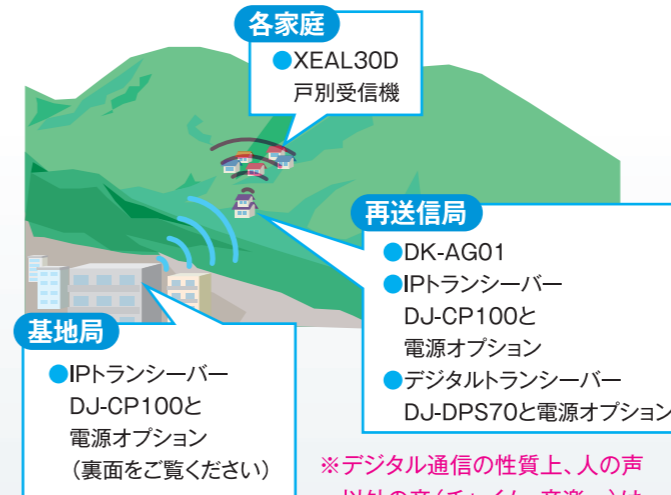 各家庭
●XEAL30D
戸別受信機
再送信局
●DK-AG01
●IPトランシーバー
DJ-CP100と
電源オプション
●デジタルトランシーバー
DJ-DPS70と電源オプション
基地局
●IPトランシーバー
DJ-CP100と
電源オプション
（裏面をご覧ください）
※デジタル通信の性質上、人の声